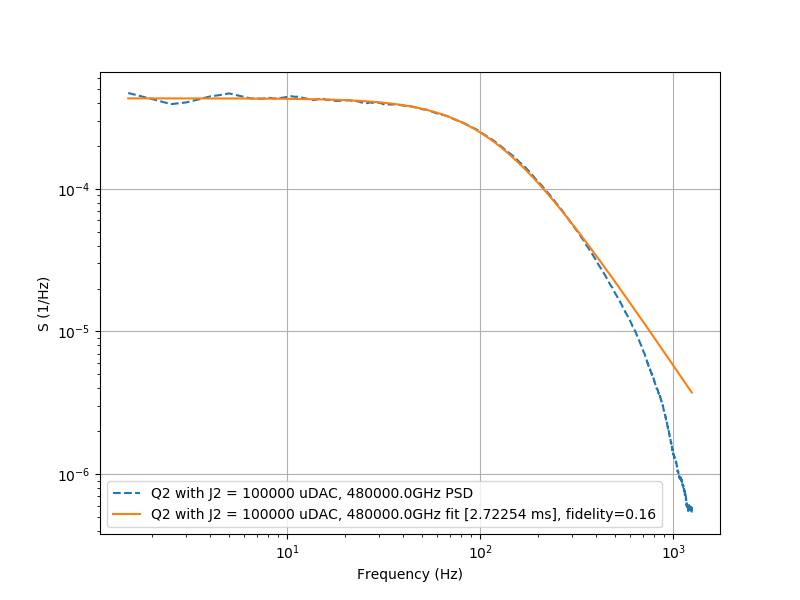 10⁻⁴
10⁻⁵
10⁻⁶
S (1/Hz)
Q2 with J2 = 100000 uDAC, 480000.0GHz PSD
Q2 with J2 = 100000 uDAC, 480000.0GHz fit [2.72254 ms], fidelity=0.16
10¹ 10² 10³
Frequency (Hz)